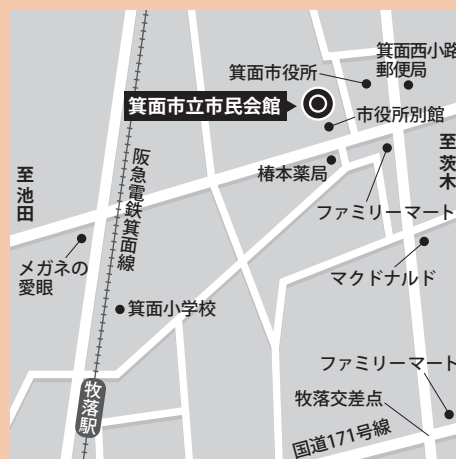 箕面西小路
郵便局
箕面市役所
箕面市立市民会館
市役所別館
至茨木
阪急電鉄箕面線
椿本薬局
至池田
ファミリーマート
メガネの
愛眼
マクドナルド
箕面小学校
ファミリーマート
牧落駅
牧落交差点
国道171号線